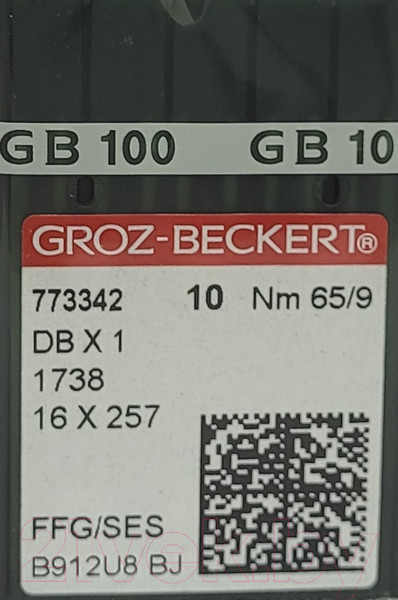 GB 100 GB 10
GROZ-BECKERT®
773342 10 Nm 65/9
DB X 1
1738
16 X 257
FFG/SES
B912U8 BJ